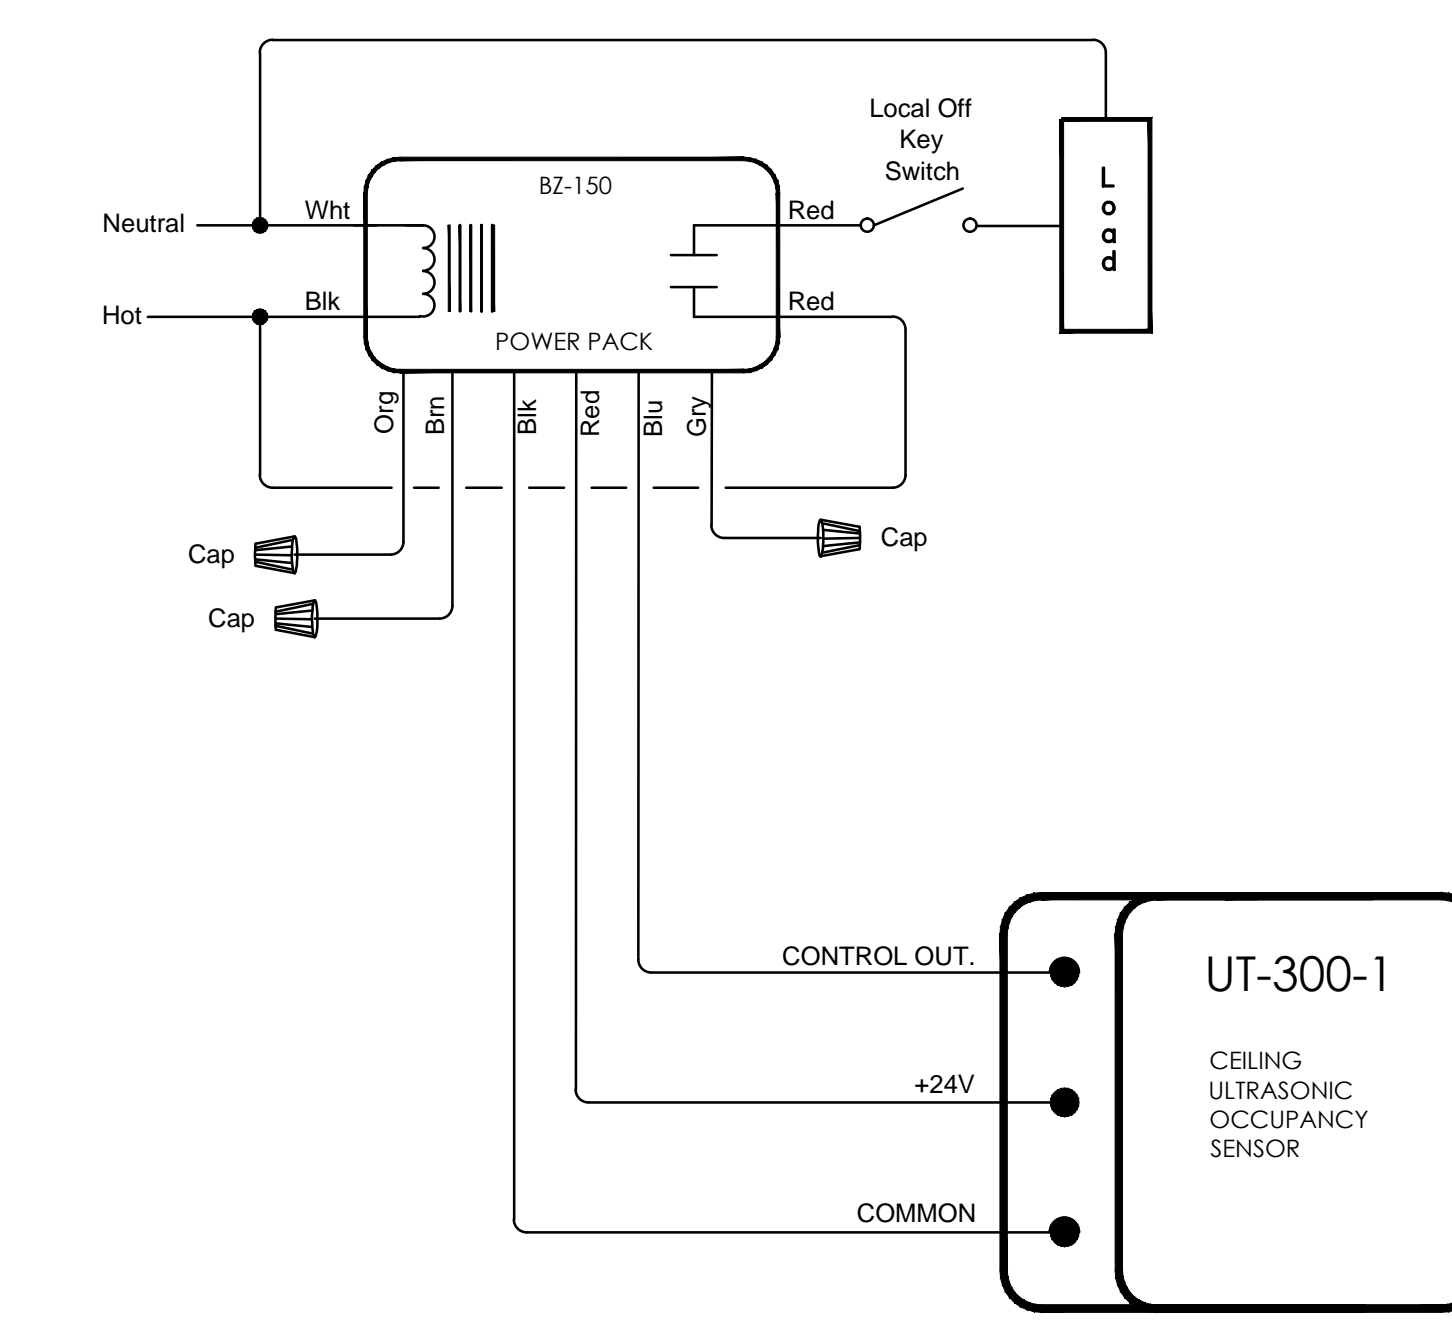 Local Off
Key
Switch
BZ-150
Load
Neutral
Wht
Red
Hot
Blk
Red
POWER PACK
Org
Brn
Blk
Red
Blu
Gry
Cap
Cap
Cap
CONTROL OUT.
UT-300-1
CEILING
ULTRASONIC
OCCUPANCY
SENSOR
+24V
COMMON